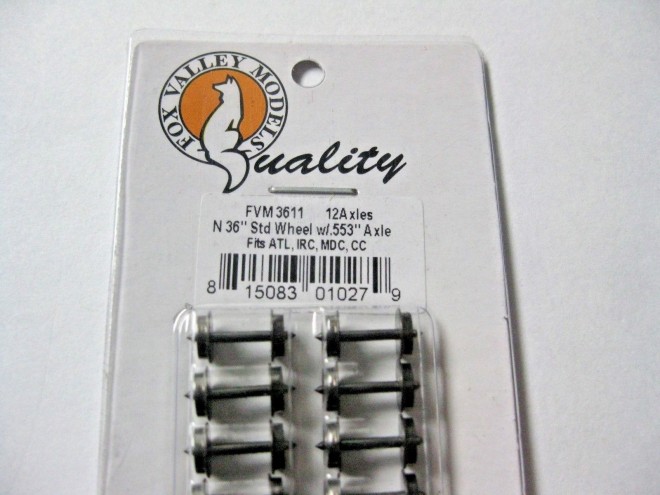 FOX VALLEY MODELS
Quality
FVM 3611 12 Axles
N 36" Std Wheel w/.553" Axle
Fits ATL, IRC, MDC, CC
8 15083 01027 9